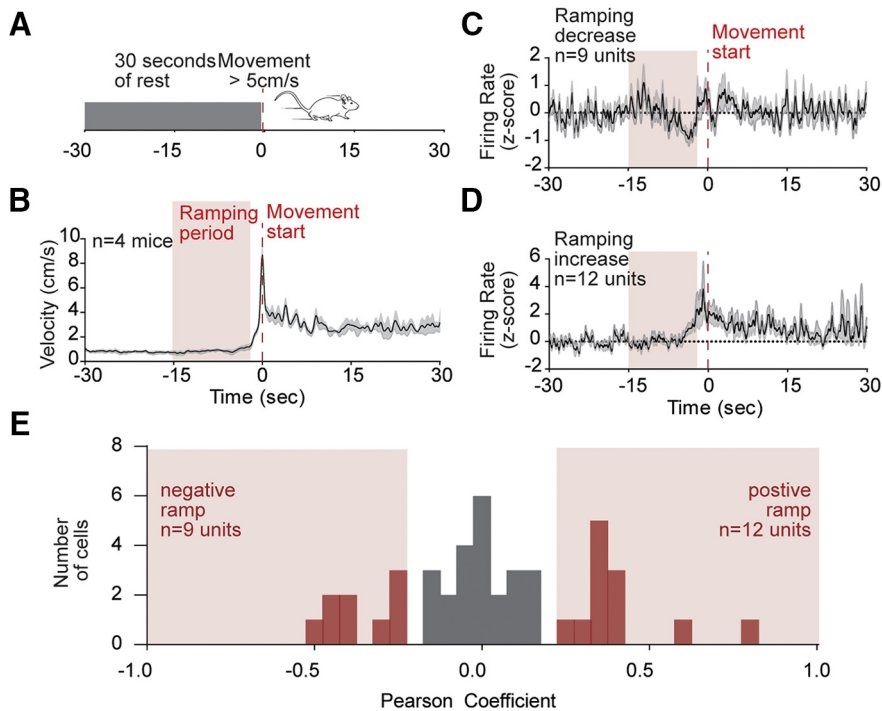 A
30 seconds
of rest
Movement
> 5cm/s
-30
-15
0
15
30
B
n=4 mice
Ramping
period
Movement
start
Velocity (cm/s)
10
8
6
4
2
0
-30
-15
0
15
30
Time (sec)
C
Ramping
decrease
n=9 units
Movement
start
Firing Rate
(z-score)
2
1
0
-1
-2
-30
-15
0
15
30
D
Ramping
increase
n=12 units
Firing Rate
(z-score)
6
4
2
0
-2
-30
-15
0
15
30
Time (sec)
E
Number
of cells
8
6
4
2
0
negative
ramp
n=9 units
postive
ramp
n=12 units
-1.0
-0.5
0.0
0.5
1.0
Pearson Coefficient